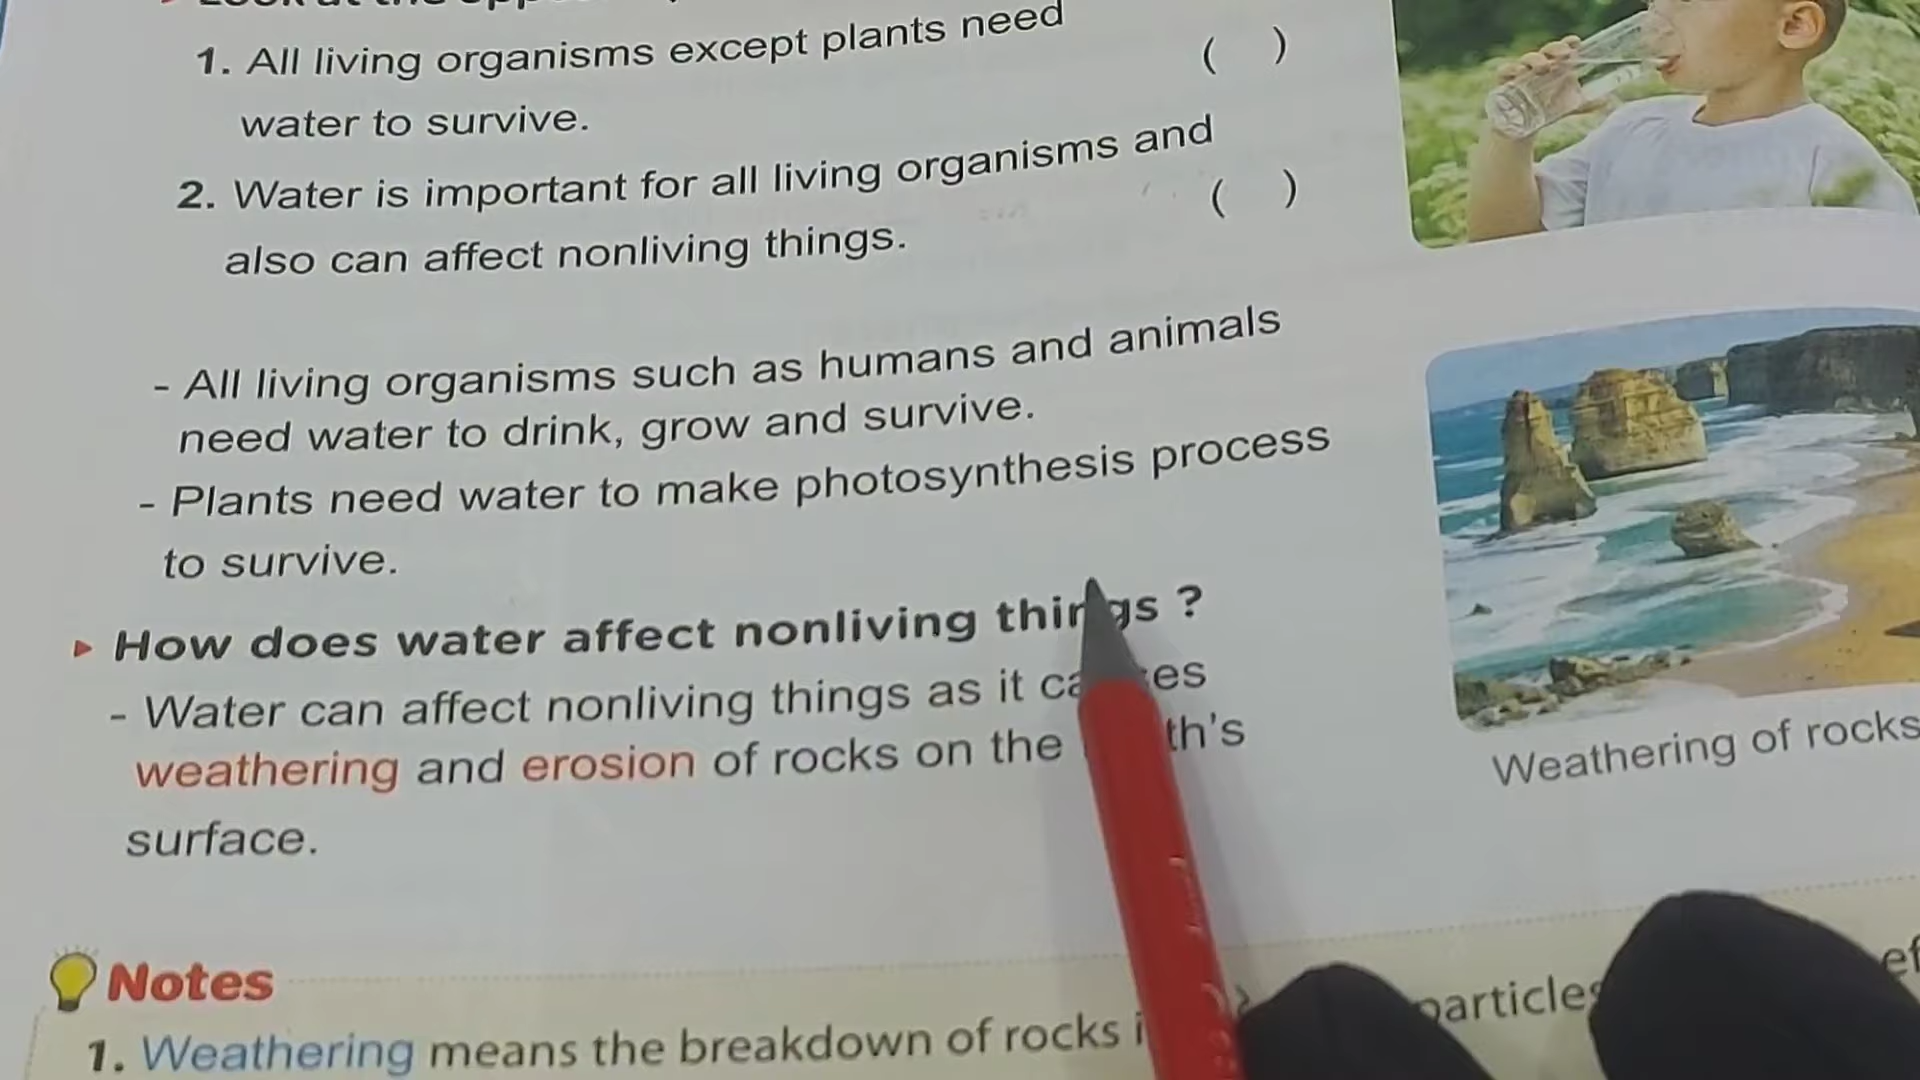 1. All living organisms except plants need
( )
water to survive.
2. Water is important for all living organisms and
( )
also can affect nonliving things.
- All living organisms such as humans and animals
need water to drink, grow and survive.
- Plants need water to make photosynthesis process
to survive.
How does water affect nonliving things ?
- Water can affect nonliving things as it
weathering and erosion of rocks on the
surface.
Weathering of rocks
Notes
1. Weathering means the breakdown of rocks particles